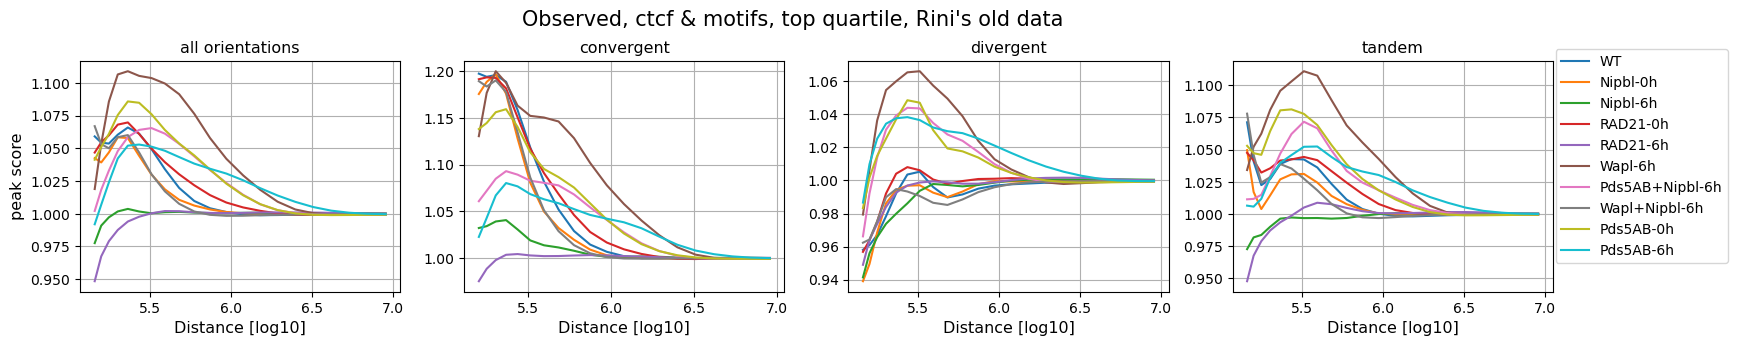 Observed, ctcf & motifs, top quartile, Rini's old data
all orientations
convergent
divergent
tandem
peak score
1.100
1.075
1.050
1.025
1.000
0.975
0.950
5.5
6.0
6.5
7.0
Distance [log10]
1.20
1.15
1.10
1.05
1.00
5.5
6.0
6.5
7.0
Distance [log10]
1.06
1.04
1.02
1.00
0.98
0.96
0.94
5.5
6.0
6.5
7.0
Distance [log10]
1.100
1.075
1.050
1.025
1.000
0.975
0.950
5.5
6.0
6.5
7.0
Distance [log10]
WT
Nipbl-0h
Nipbl-6h
RAD21-0h
RAD21-6h
Wapl-6h
Pds5AB+Nipbl-6h
Wapl+Nipbl-6h
Pds5AB-0h
Pds5AB-6h